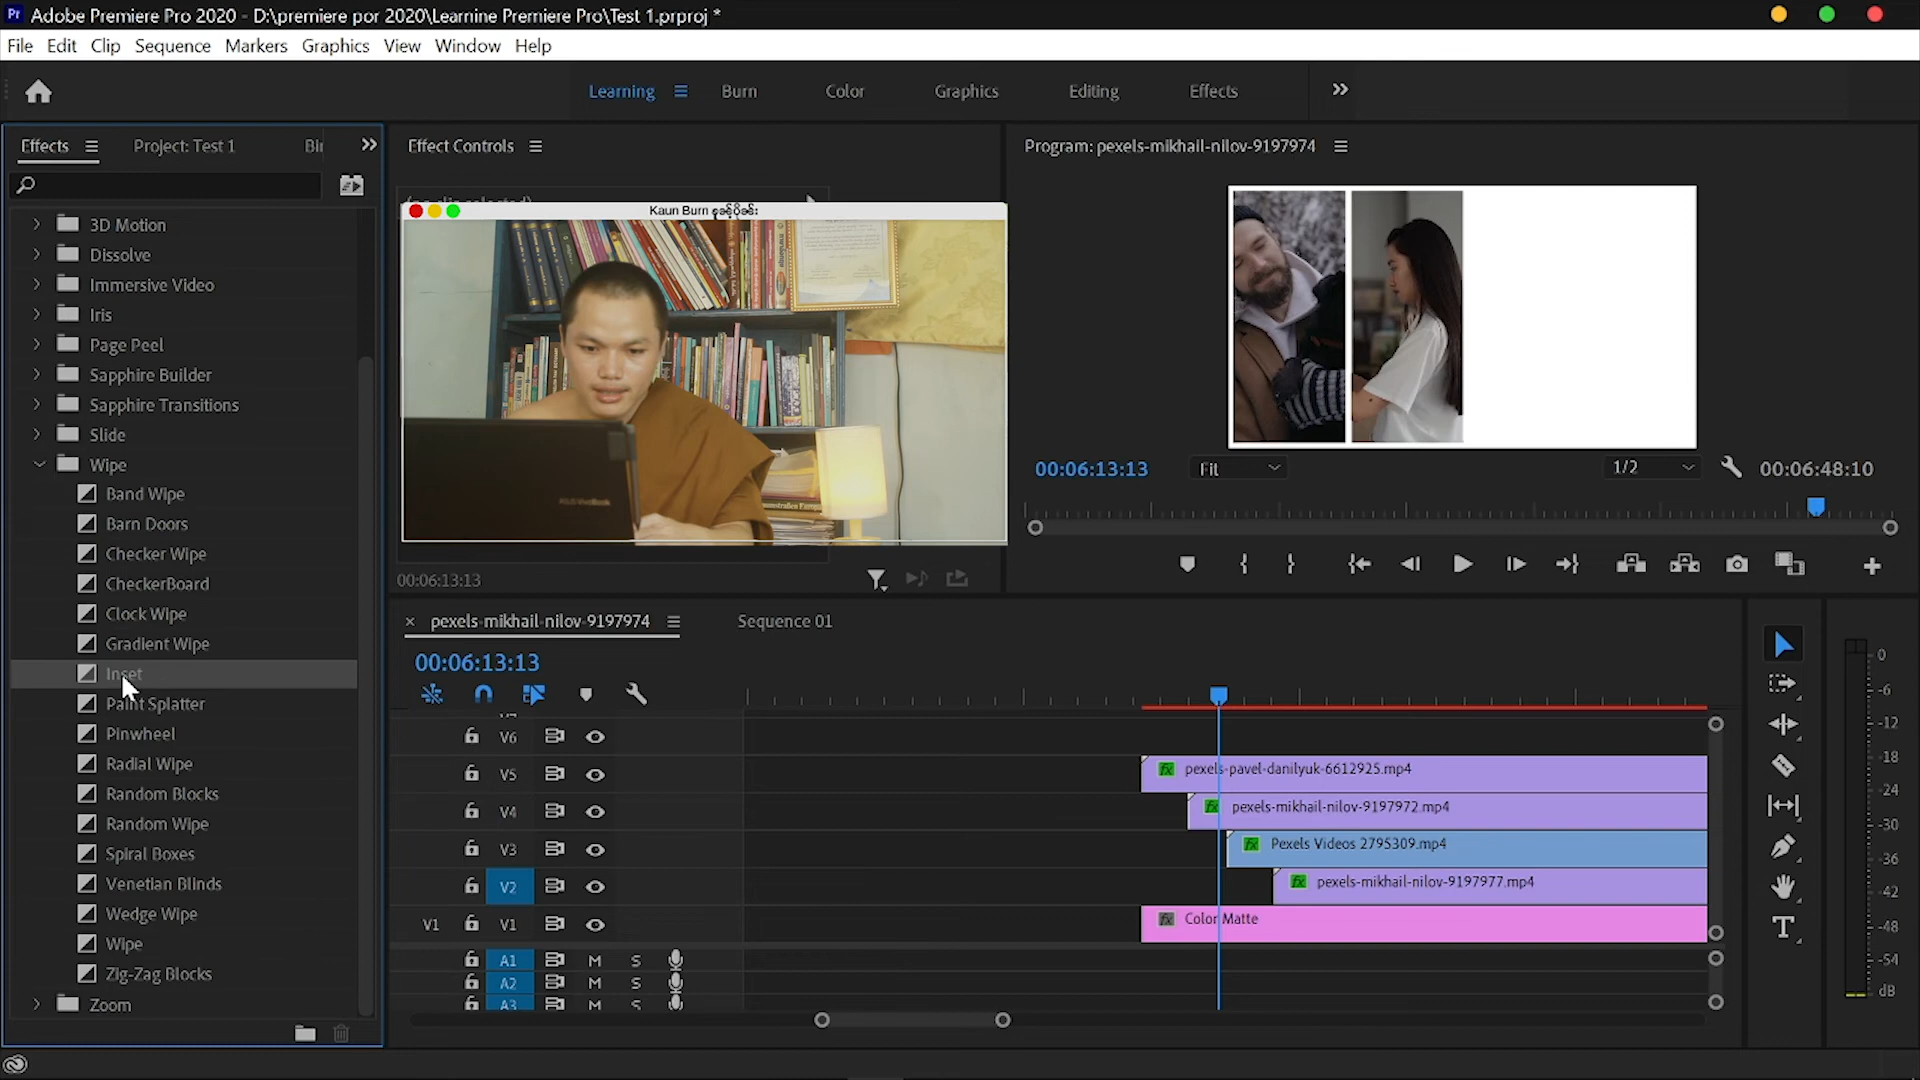 Adobe Premiere Pro 2020 - D:\premiere por 2020\Learnine Premiere Pro\Test 1.prproj *
File Edit Clip Sequence Markers Graphics View Window Help
Learning Burn Color Graphics Editing Effects
Effects Project: Test 1
Effect Controls
Program: pexels-mikhail-nilov-9197974
Kaun Burn
3D Motion
Dissolve
Immersive Video
Iris
Page Peel
Sapphire Builder
Sapphire Transitions
Slide
Wipe
Band Wipe
Barn Doors
Checker Wipe
CheckerBoard
Clock Wipe
Gradient Wipe
Inset
Paint Splatter
Pinwheel
Radial Wipe
Random Blocks
Random Wipe
Spiral Boxes
Venetian Blinds
Wedge Wipe
Wipe
Zig-Zag Blocks
Zoom
ASUS VivoBook
00:06:13:13
00:06:13:13 Fit 1/2 00:06:48:10
pexels-mikhail-nilov-9197974 Sequence 01
00:06:13:13
V6
V5 pexels-pavel-danilyuk-6612925.mp4
V4 pexels-mikhail-nilov-9197972.mp4
V3 Pexels Videos 2795309.mp4
V2 pexels-mikhail-nilov-9197977.mp4
V1 V1 Color Matte
A1 M S
A2 M S
A3 M S
0
-6
-12
-18
-24
-30
-36
-42
-48
-54
dB